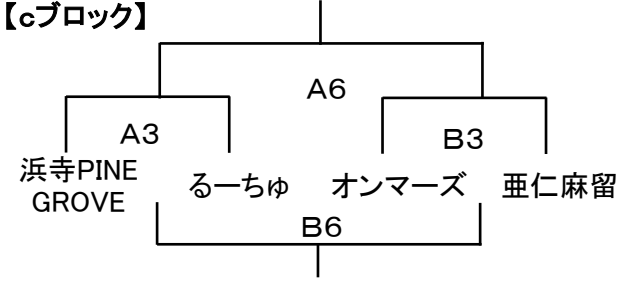 【ｃブロック】
A6
A3
B3
浜寺PINE
GROVE
るーちゅ
オンマーズ
亜仁麻留
B6